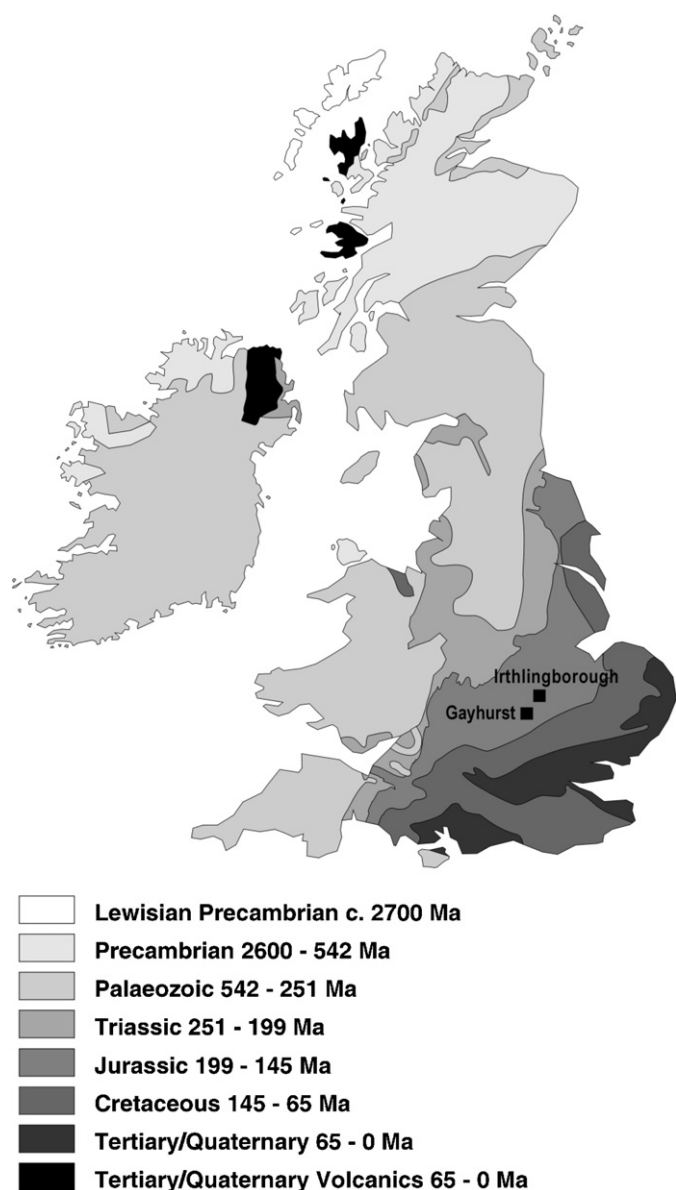 Irthlingborough
Gayhurst
Lewisian Precambrian c. 2700 Ma
Precambrian 2600 - 542 Ma
Palaeozoic 542 - 251 Ma
Triassic 251 - 199 Ma
Jurassic 199 - 145 Ma
Cretaceous 145 - 65 Ma
Tertiary/Quaternary 65 - 0 Ma
Tertiary/Quaternary Volcanics 65 - 0 Ma